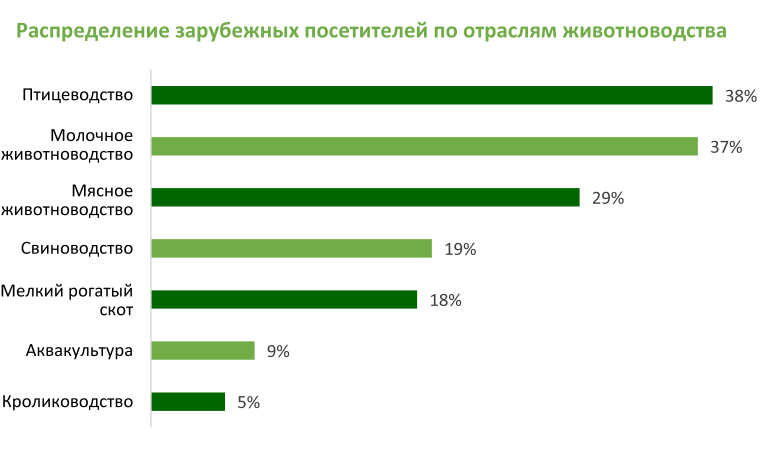 Распределение зарубежных посетителей по отраслям животноводства
Птицеводство
38%
Молочное
животноводство
37%
Мясное
животноводство
29%
Свиноводство
19%
Мелкий рогатый
скот
18%
Аквакультура
9%
Кролиководство
5%